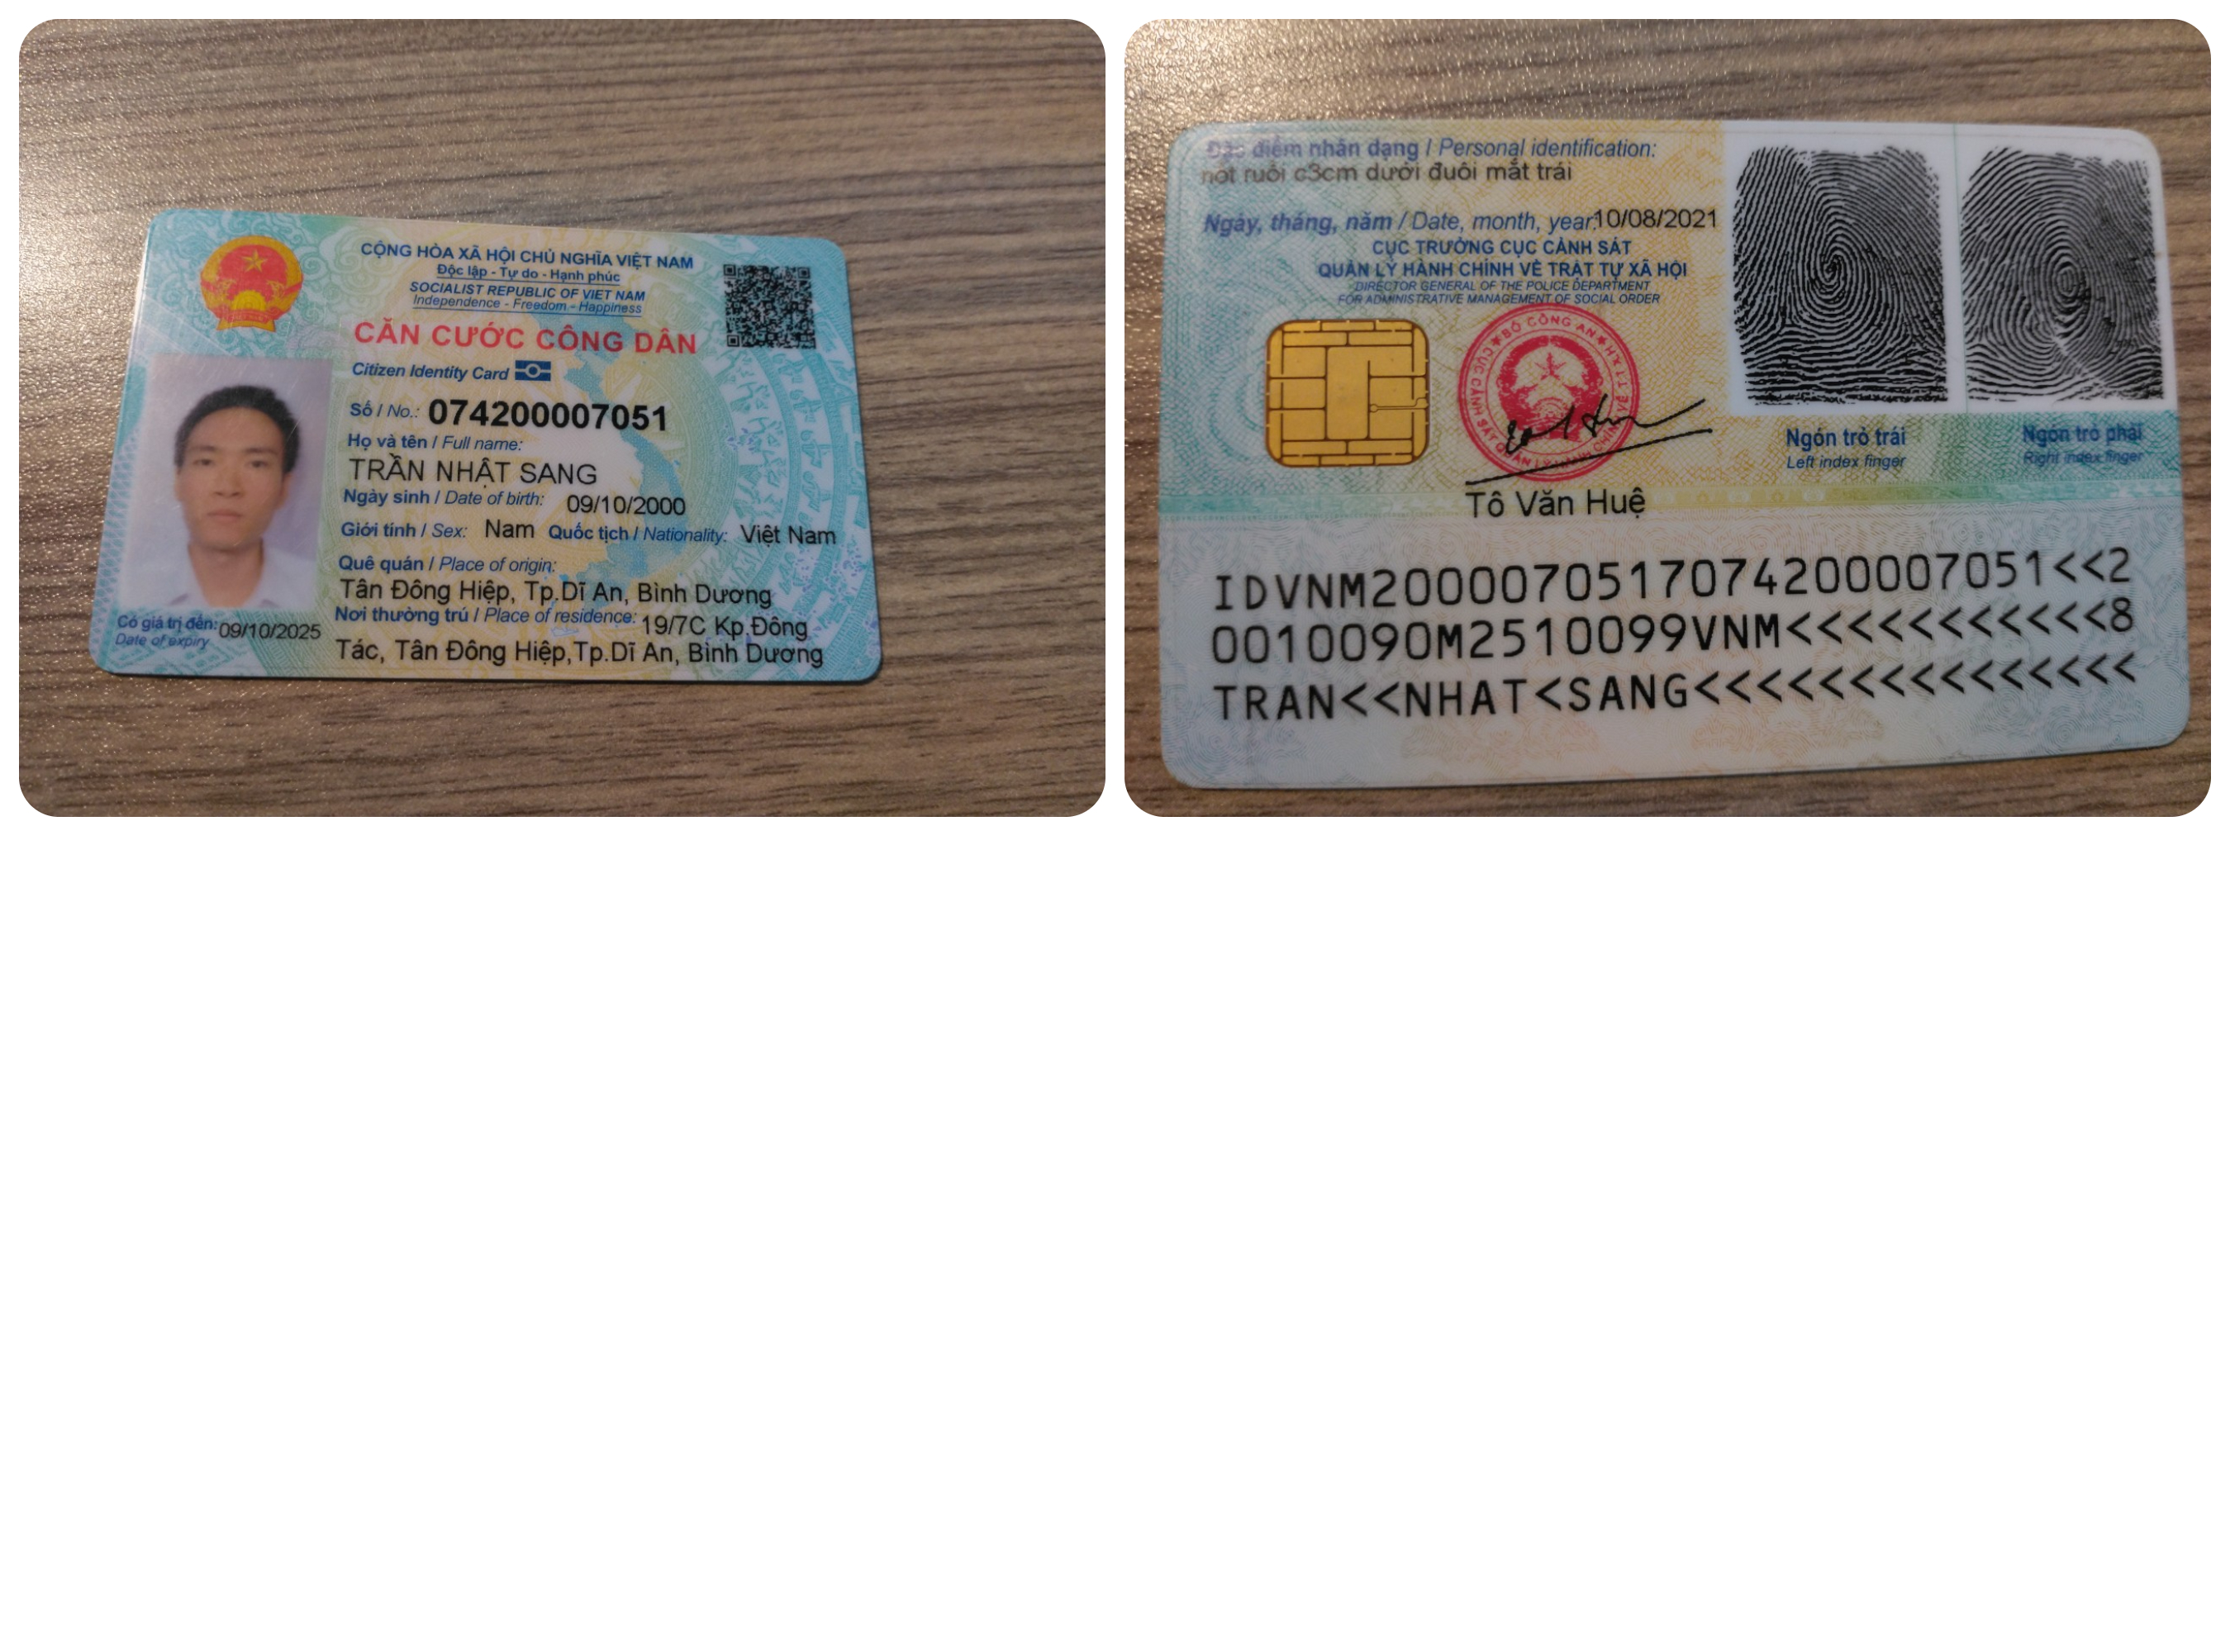 CỘNG HÒA XÃ HỘI CHỦ NGHĨA VIỆT NAM
Độc lập - Tự do - Hạnh phúc
SOCIALIST REPUBLIC OF VIET NAM
Independence - Freedom - Happiness
CĂN CƯỚC CÔNG DÂN
Citizen Identity Card
Số / No.: 074200007051
Họ và tên / Full name:
TRẦN NHẬT SANG
Ngày sinh / Date of birth: 09/10/2000
Giới tính / Sex: Nam Quốc tịch / Nationality: Việt Nam
Quê quán / Place of origin:
Tân Đông Hiệp, Tp.Dĩ An, Bình Dương
Nơi thường trú / Place of residence: 19/7C Kp.Đông
Tác, Tân Đông Hiệp,Tp.Dĩ An, Bình Dương
Có giá trị đến: 09/10/2025
Date of expiry
Đặc điểm nhân dạng / Personal identification:
nốt ruồi c3cm dưới đuôi mắt trái
Ngày, tháng, năm / Date, month, year: 10/08/2021
CỤC TRƯỞNG CỤC CẢNH SÁT
QUẢN LÝ HÀNH CHÍNH VỀ TRẬT TỰ XÃ HỘI
DIRECTOR GENERAL OF THE POLICE DEPARTMENT
FOR ADMINISTRATIVE MANAGEMENT OF SOCIAL ORDER
BỘ CÔNG AN
Tô Văn Huệ
Ngón trỏ trái
Left index finger
Ngón trỏ phải
Right index finger
IDVNM2000070517074200007051<<2
0010090M2510099VNM<<<<<<<<<<<8
TRAN<<NHAT<SANG<<<<<<<<<<<<<<<